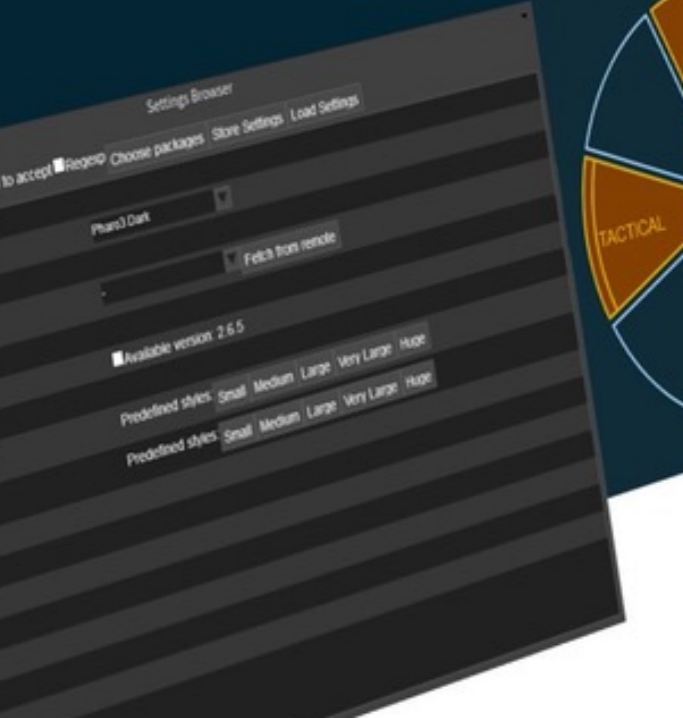 Settings Browser
to accept Regexp Choose packages Store Settings Load Settings
Pharo3 Dark
Fetch from remote
Available version: 2.6.5
Predefined styles: Small Medium Large Very Large Huge
Predefined styles: Small Medium Large Very Large Huge
TACTICAL